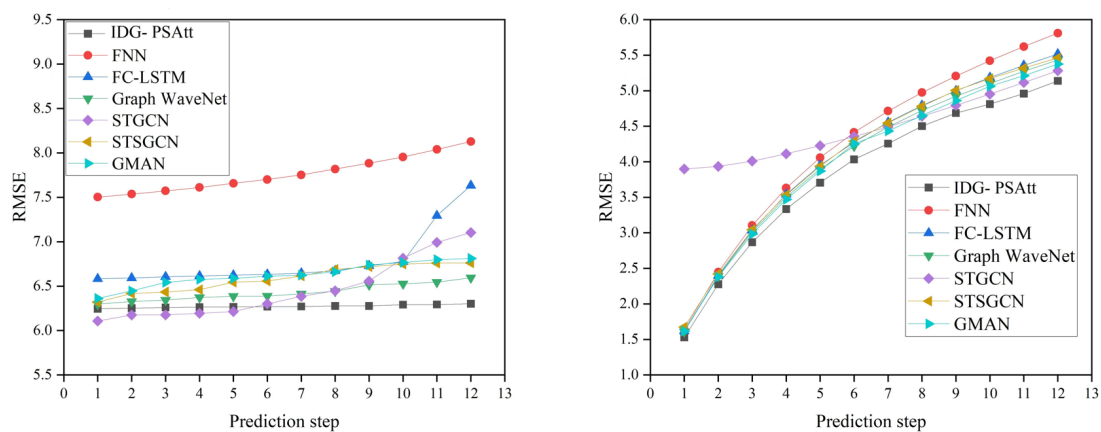 9.5
9.0
8.5
8.0
7.5
7.0
6.5
6.0
5.5
RMSE
IDG- PSAtt
FNN
FC-LSTM
Graph WaveNet
STGCN
STSGCN
GMAN
0 1 2 3 4 5 6 7 8 9 10 11 12 13
Prediction step
6.0
5.5
5.0
4.5
4.0
3.5
3.0
2.5
2.0
1.5
1.0
RMSE
IDG- PSAtt
FNN
FC-LSTM
Graph WaveNet
STGCN
STSGCN
GMAN
0 1 2 3 4 5 6 7 8 9 10 11 12 13
Prediction step